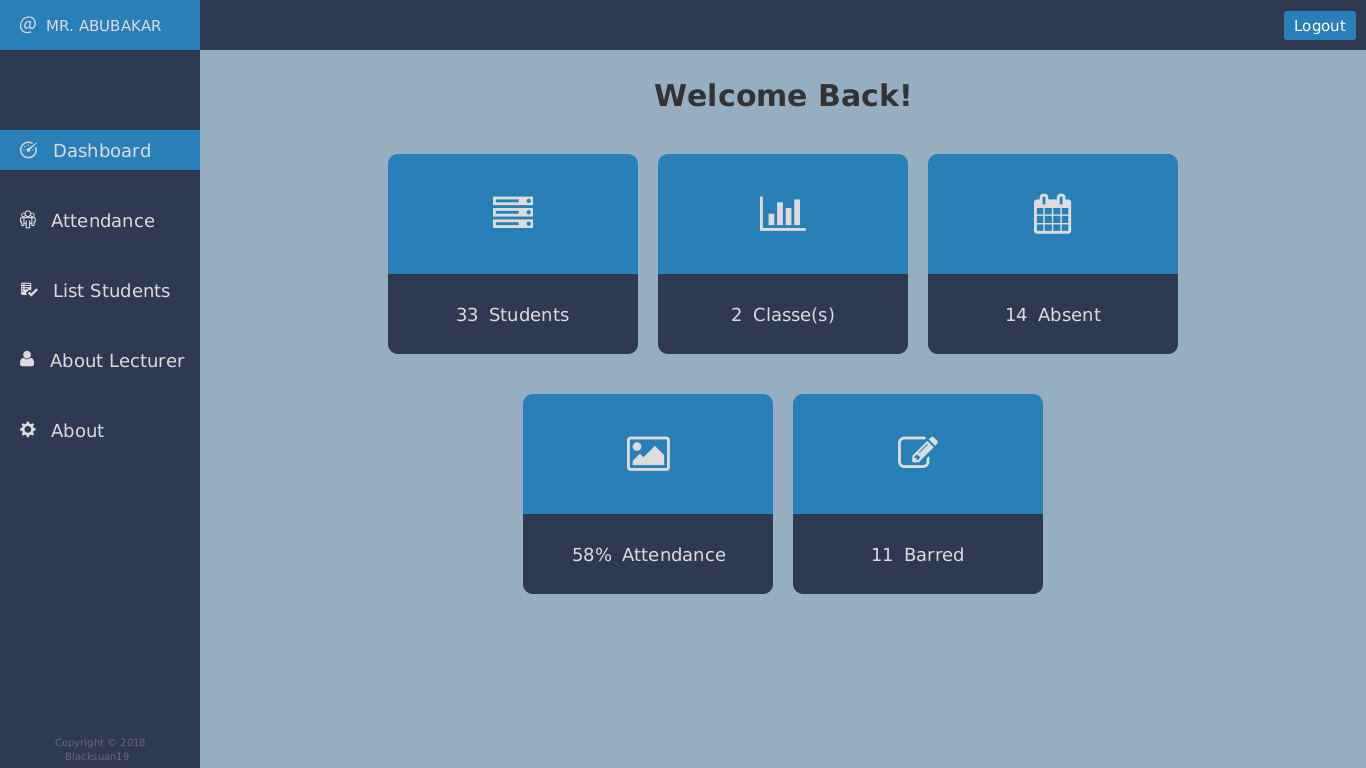 @ MR. ABUBAKAR
Logout
Welcome Back!
Dashboard
Attendance
List Students
About Lecturer
About
33 Students
2 Classe(s)
14 Absent
58% Attendance
11 Barred
Copyright © 2018
Blacksuan19